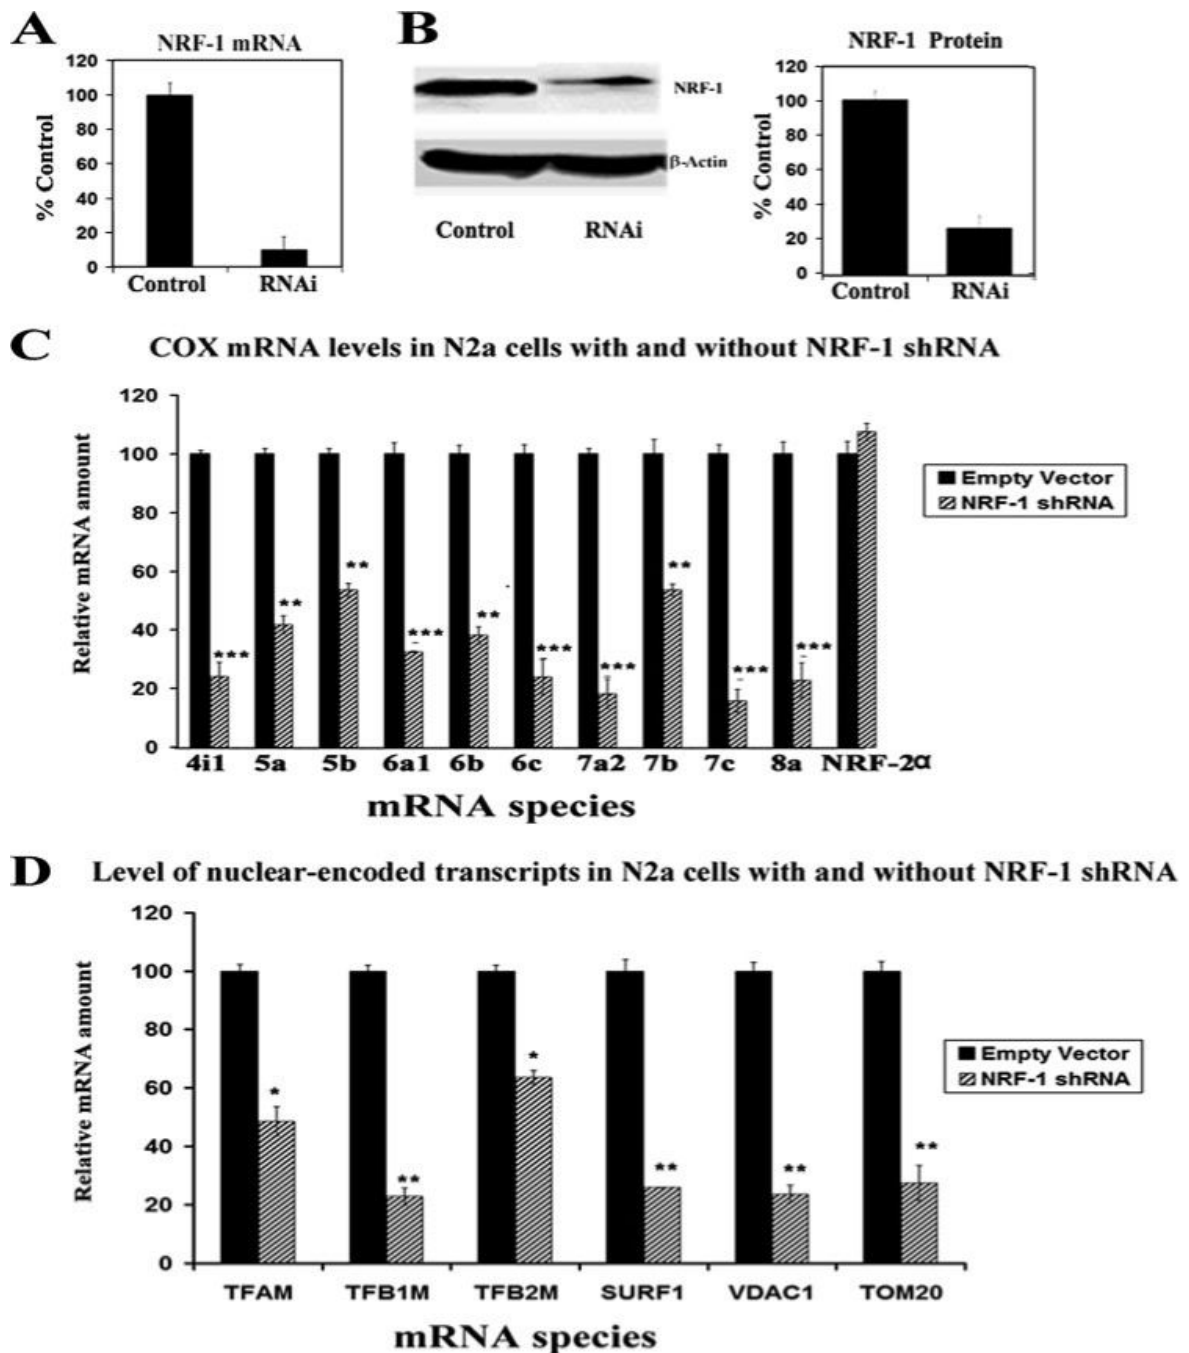 A
NRF-1 mRNA
120
100
80
60
40
20
0
% Control
Control RNAi
B
NRF-1
β-Actin
Control RNAi
NRF-1 Protein
120
100
80
60
40
20
0
% Control
Control RNAi
C
COX mRNA levels in N2a cells with and without NRF-1 shRNA
120
100
80
60
40
20
0
Relative mRNA amount
*** ** ** *** ** *** *** ** *** ***
4i1 5a 5b 6a1 6b 6c 7a2 7b 7c 8a NRF-2α
mRNA species
Empty Vector
NRF-1 shRNA
D
Level of nuclear-encoded transcripts in N2a cells with and without NRF-1 shRNA
120
100
80
60
40
20
0
Relative mRNA amount
* ** * ** ** **
TFAM TFB1M TFB2M SURF1 VDAC1 TOM20
mRNA species
Empty Vector
NRF-1 shRNA